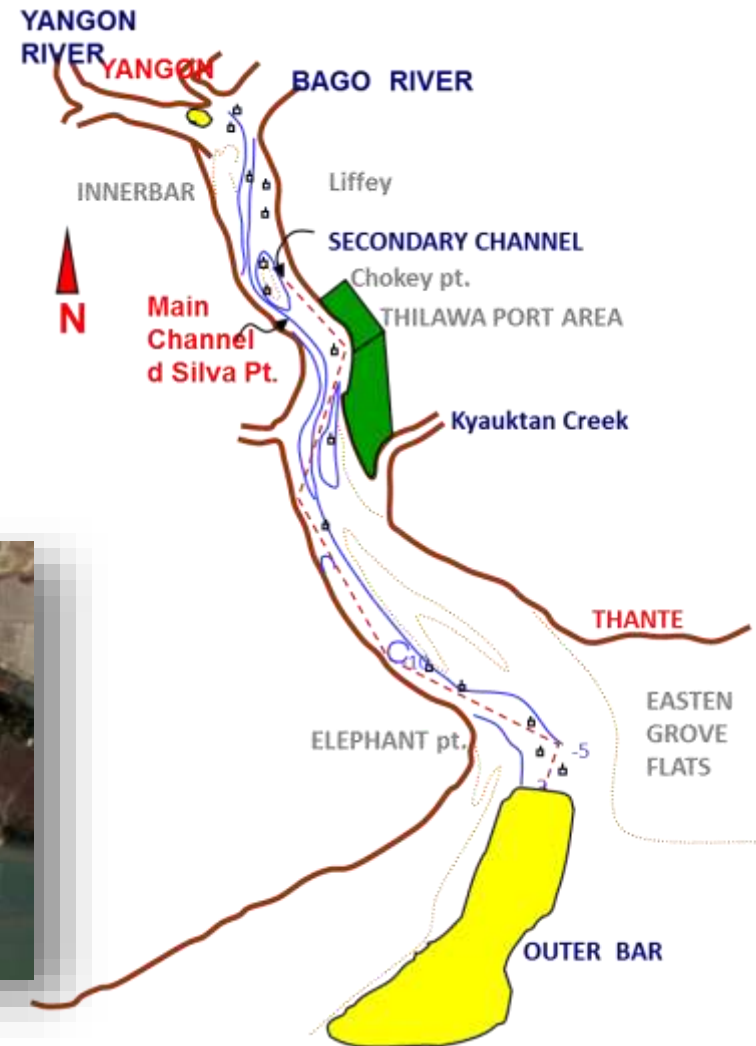 YANGON
RIVER
YANGON
BAGO RIVER
INNERBAR
Liffey
SECONDARY CHANNEL
Chokey pt.
N
Main
Channel
d Silva Pt.
THILAWA PORT AREA
Kyauktan Creek
THANTE
10
ELEPHANT pt.
EASTEN
GROVE
FLATS
-5
OUTER BAR